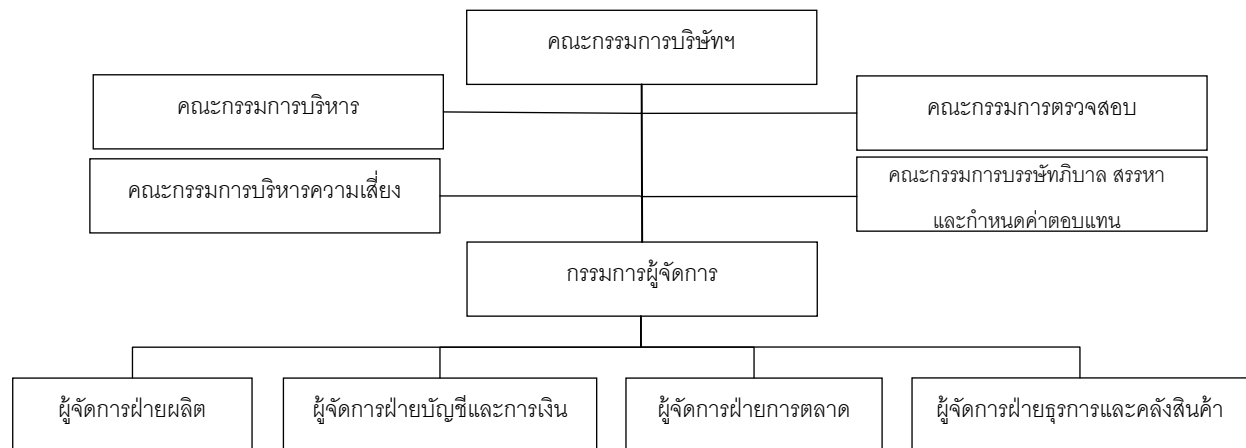 คณะกรรมการบริษัทฯ
คณะกรรมการบริหาร
คณะกรรมการตรวจสอบ
คณะกรรมการบริหารความเสี่ยง
คณะกรรมการบรรษัทภิบาล สรรหา
และกำหนดค่าตอบแทน
กรรมการผู้จัดการ
ผู้จัดการฝ่ายผลิต
ผู้จัดการฝ่ายบัญชีและการเงิน
ผู้จัดการฝ่ายการตลาด
ผู้จัดการฝ่ายธุรการและคลังสินค้า